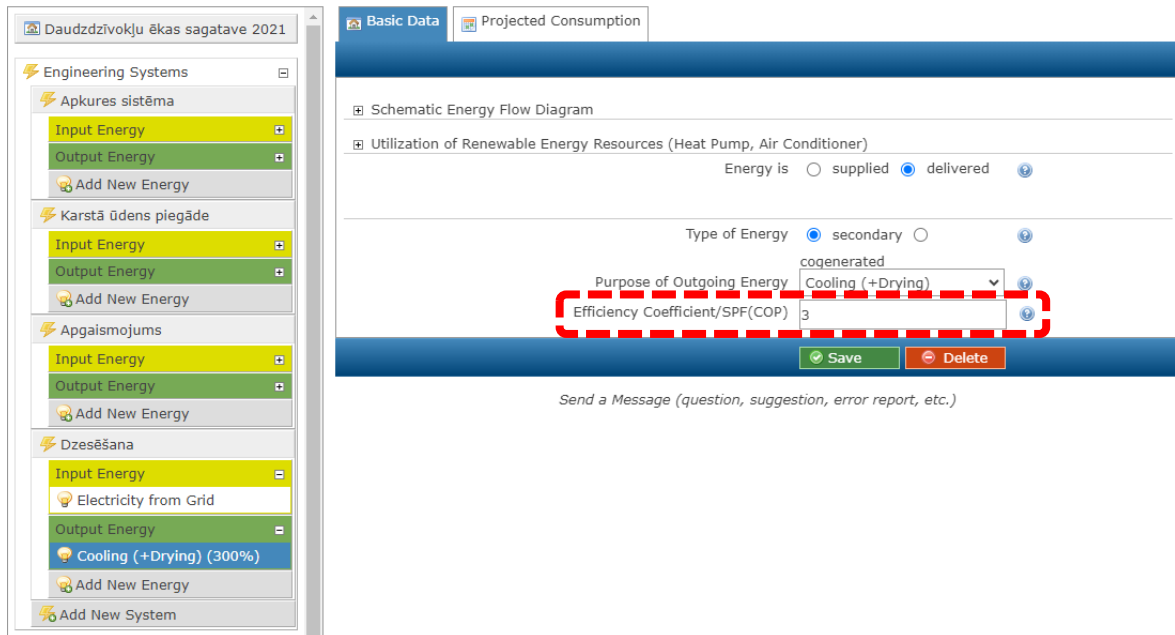 Daudzdzīvokļu ēkas sagatave 2021
Engineering Systems
Apkures sistēma
Input Energy
Output Energy
Add New Energy
Karstā ūdens piegāde
Input Energy
Output Energy
Add New Energy
Apgaismojums
Input Energy
Output Energy
Add New Energy
Dzesēšana
Input Energy
Electricity from Grid
Output Energy
Cooling (+Drying) (300%)
Add New Energy
Add New System
Basic Data
Projected Consumption
Schematic Energy Flow Diagram
Utilization of Renewable Energy Resources (Heat Pump, Air Conditioner)
Energy is supplied delivered
Type of Energy secondary
cogenerated
Purpose of Outgoing Energy Cooling (+Drying)
Efficiency Coefficient/SPF(COP) 3
Save Delete
Send a Message (question, suggestion, error report, etc.)